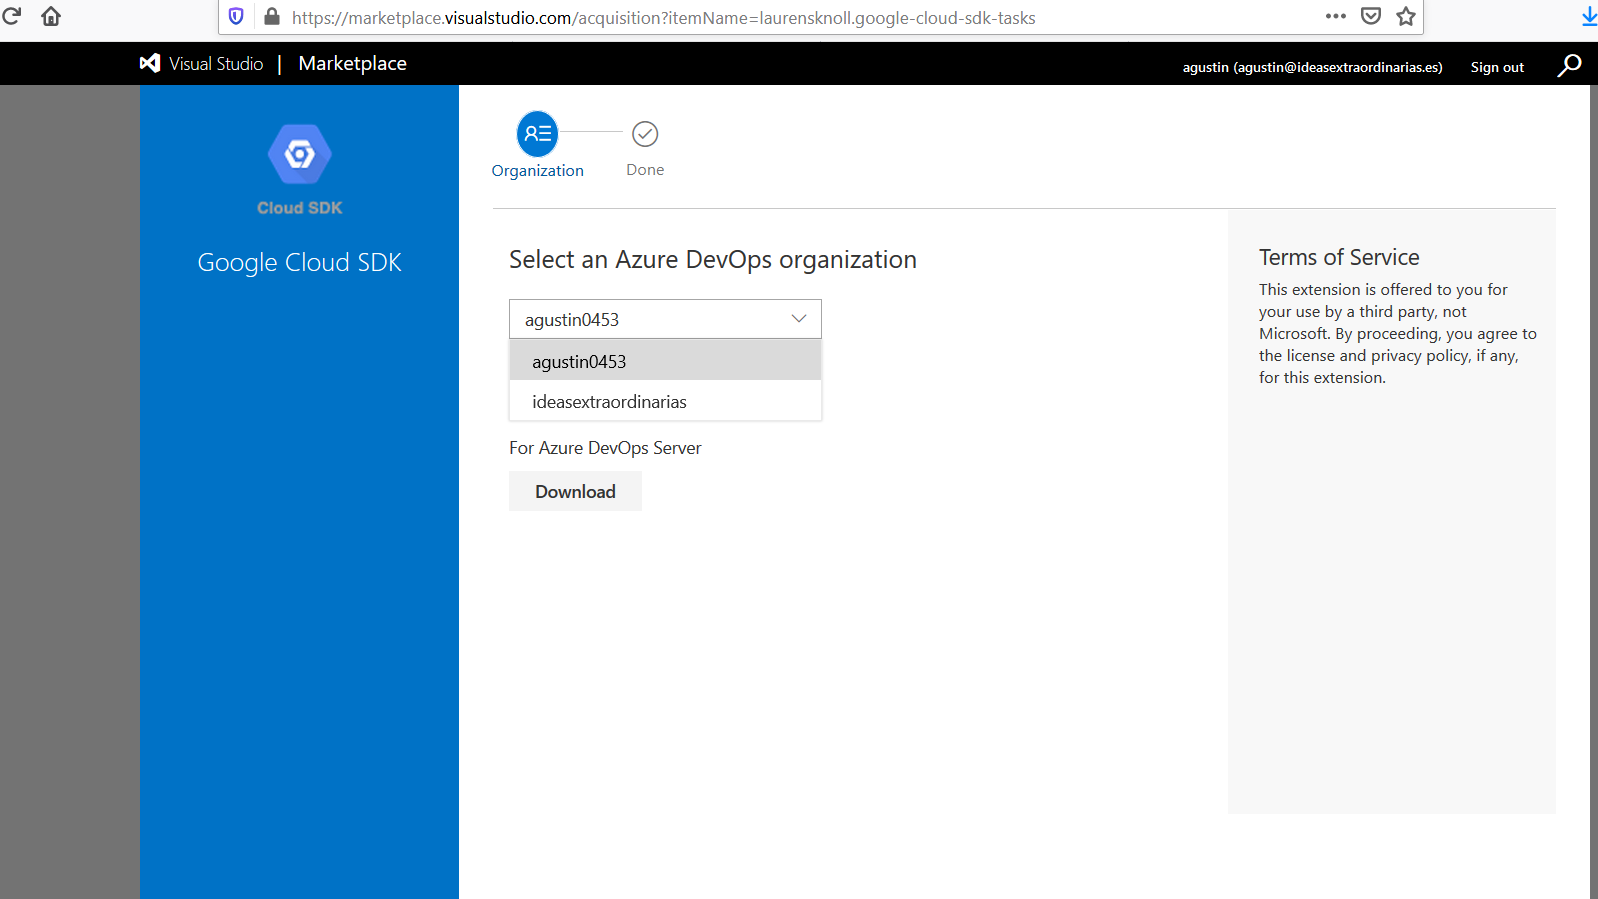 https://marketplace.visualstudio.com/acquisition?itemName=laurensknoll.google-cloud-sdk-tasks
Visual Studio | Marketplace
agustin (agustin@ideasextraordinarias.es)
Sign out
Cloud SDK
Google Cloud SDK
Organization
Done
Select an Azure DevOps organization
agustin0453
agustin0453
ideasextraordinarias
For Azure DevOps Server
Download
Terms of Service
This extension is offered to you for
your use by a third party, not
Microsoft. By proceeding, you agree to
the license and privacy policy, if any,
for this extension.